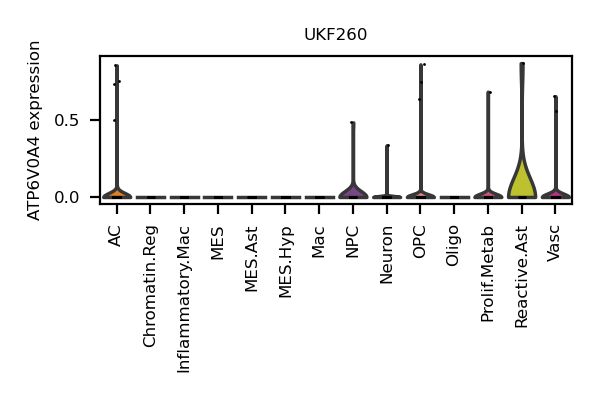 UKF260
ATP6V0A4 expression
0.5
0.0
AC
Chromatin.Reg
Inflammatory.Mac
MES
MES.Ast
MES.Hyp
Mac
NPC
Neuron
OPC
Oligo
Prolif.Metab
Reactive.Ast
Vasc